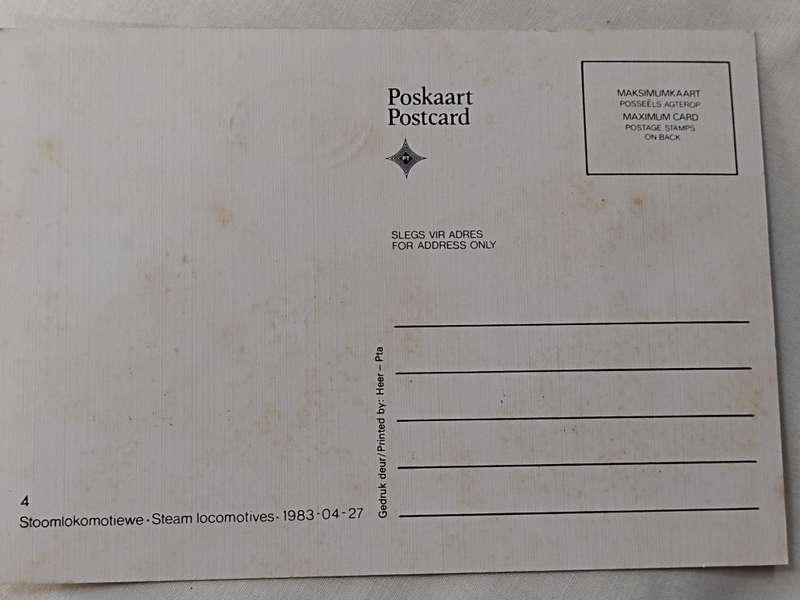 Poskaart
Postcard
MAKSIMUMKAART
POSSEËLS AGTEROP
MAXIMUM CARD
POSTAGE STAMPS
ON BACK
SLEGS VIR ADRES
FOR ADDRESS ONLY
Gedruk deur/Printed by: Heer – Pta
4
Stoomlokomotiewe · Steam locomotives · 1983-04-27